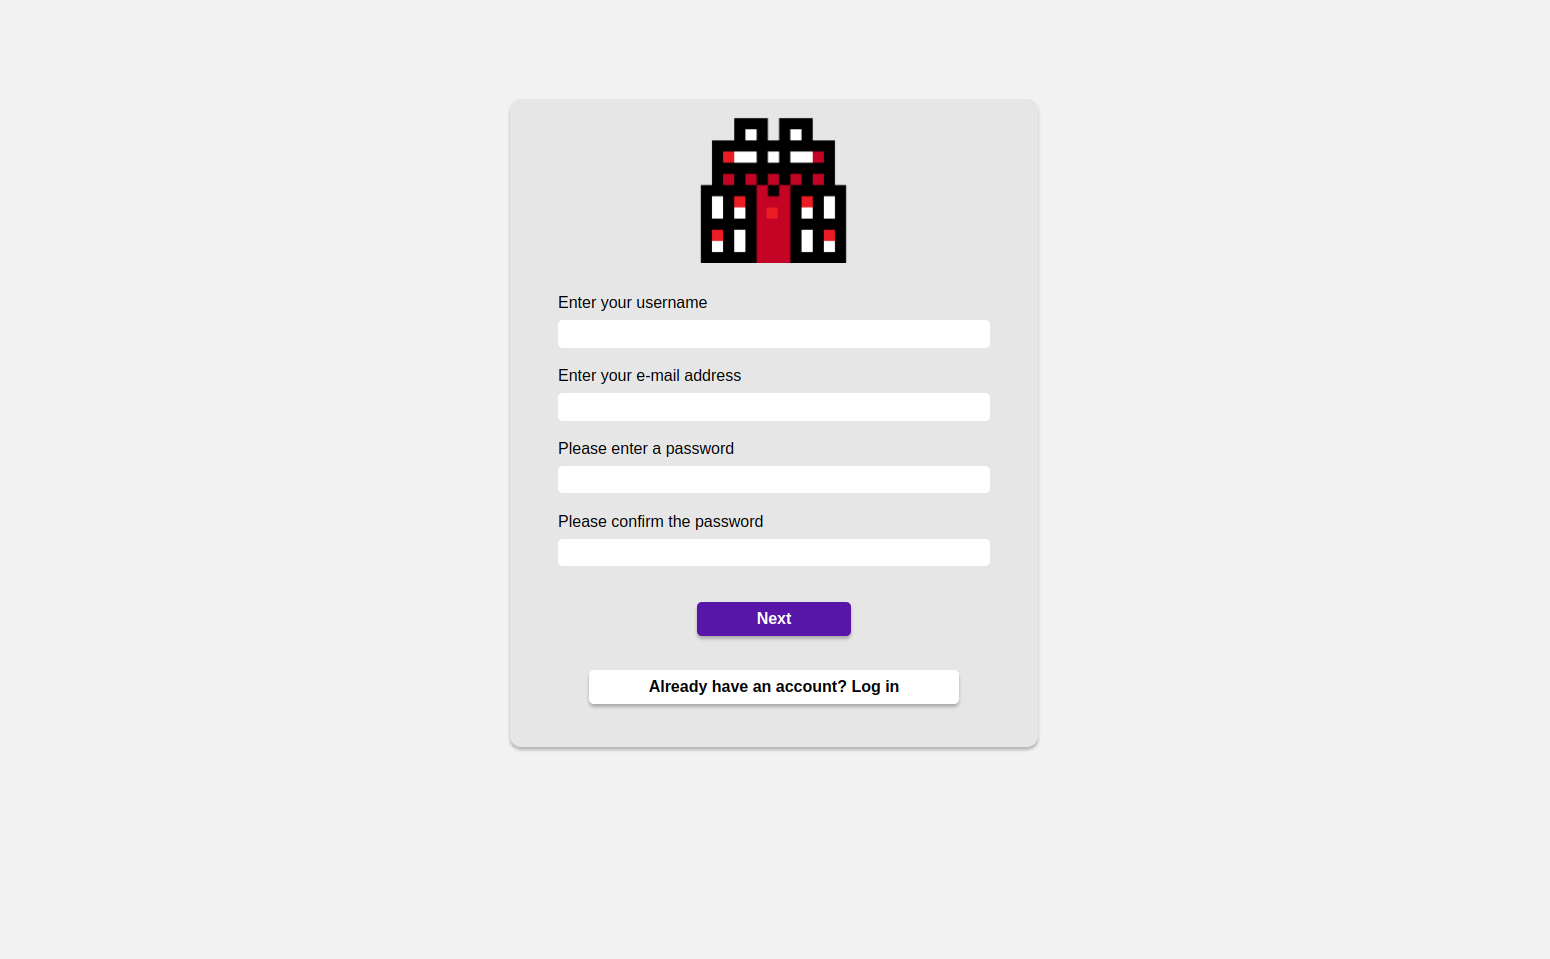 Enter your username
Enter your e-mail address
Please enter a password
Please confirm the password
Next
Already have an account? Log in